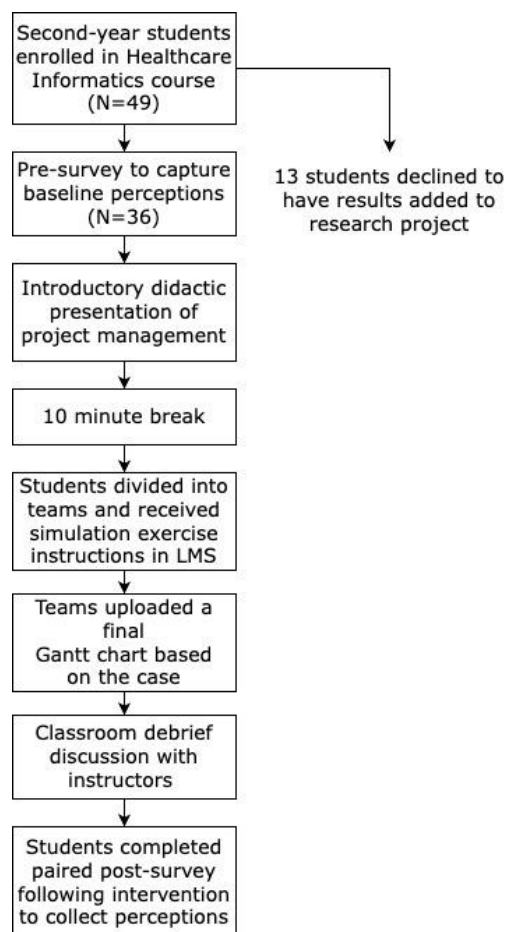 Second-year students
enrolled in Healthcare
Informatics course
(N=49)
13 students declined to
have results added to
research project
Pre-survey to capture
baseline perceptions
(N=36)
Introductory didactic
presentation of
project management
10 minute break
Students divided into
teams and received
simulation exercise
instructions in LMS
Teams uploaded a
final
Gantt chart based
on the case
Classroom debrief
discussion with
instructors
Students completed
paired post-survey
following intervention
to collect perceptions